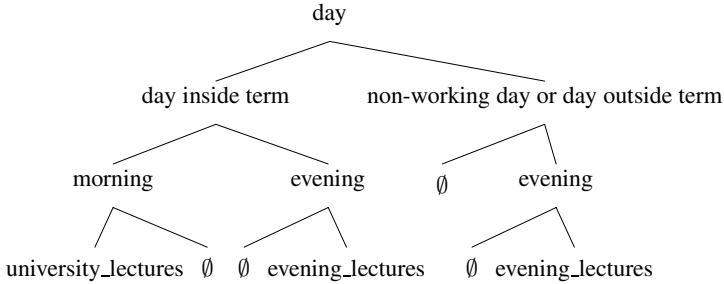 day
day inside term non-working day or day outside term
morning evening ∅ evening
university_lectures ∅ ∅ evening_lectures ∅ evening_lectures